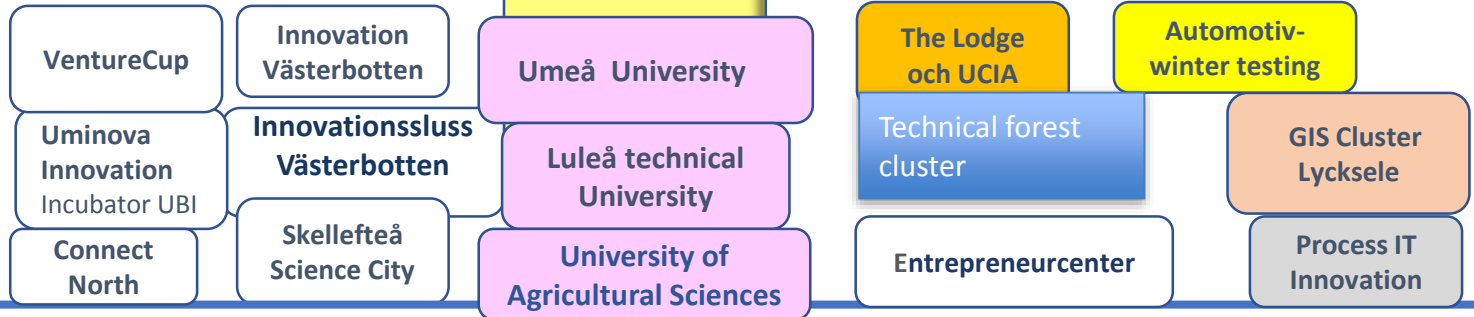 VentureCup
Innovation
Västerbotten
Umeå University
The Lodge
och UCIA
Automotiv-
winter testing
Uminova
Innovation
Incubator UBI
Innovationssluss
Västerbotten
Luleå technical
University
Technical forest
cluster
GIS Cluster
Lycksele
Connect
North
Skellefteå
Science City
University of
Agricultural Sciences
Entrepreneurcenter
Process IT
Innovation